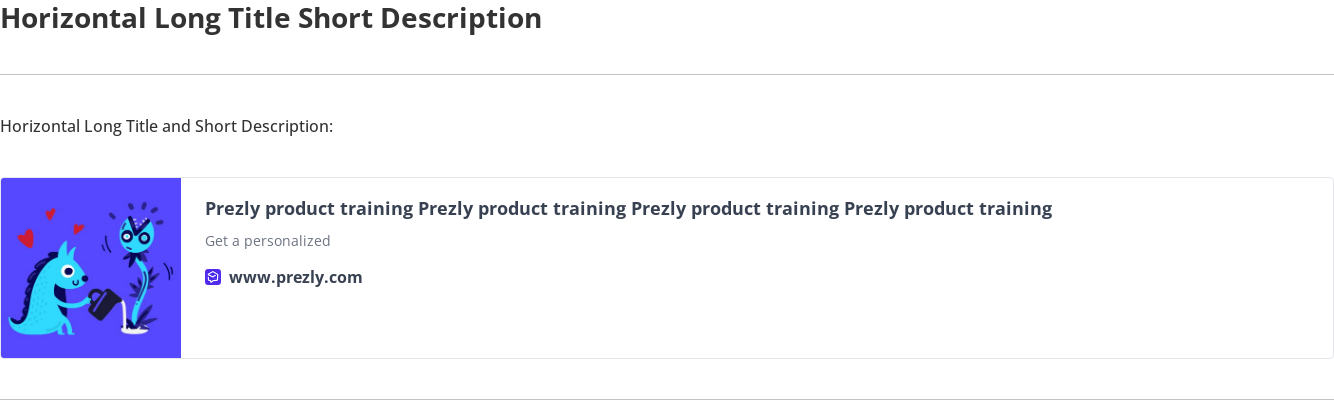 Horizontal Long Title Short Description
Horizontal Long Title and Short Description:
Prezly product training Prezly product training Prezly product training Prezly product training
Get a personalized
www.prezly.com